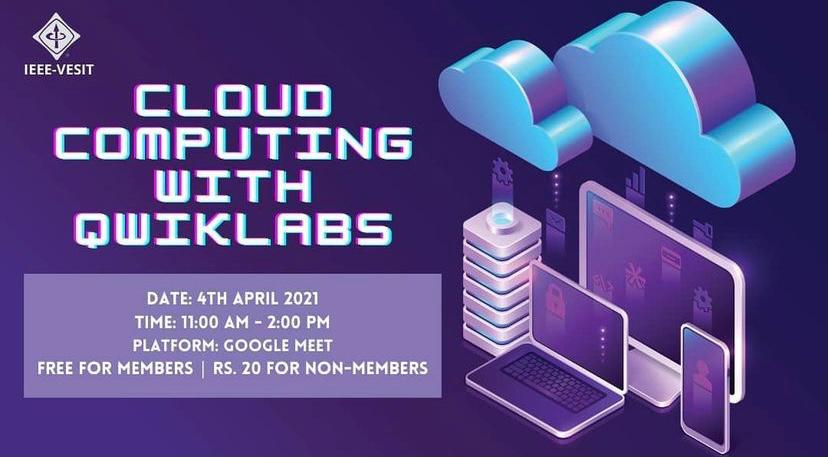 IEEE-VESIT
CLOUD
COMPUTING
WITH
QWIKLABS
DATE: 4TH APRIL 2021
TIME: 11:00 AM - 2:00 PM
PLATFORM: GOOGLE MEET
FREE FOR MEMBERS | RS. 20 FOR NON-MEMBERS